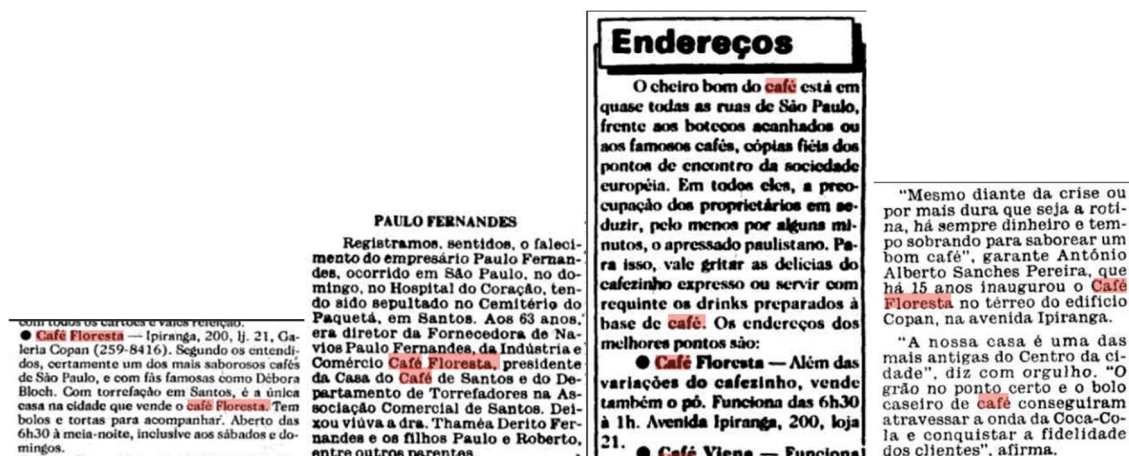 com todos os cartões e vales refeição.
● Café Floresta — Ipiranga, 200, lj. 21, Ga-
leria Copan (259-8416). Segundo os entendi-
dos, certamente um dos mais saborosos cafés
de São Paulo, e com fãs famosas como Débora
Bloch. Com torrefação em Santos, é a única
casa na cidade que vende o café Floresta. Tem
bolos e tortas para acompanhar. Aberto das
6h30 à meia-noite, inclusive aos sábados e do-
mingos.
PAULO FERNANDES
Registramos, sentidos, o faleci-
mento do empresário Paulo Fernan-
des, ocorrido em São Paulo, no do-
mingo, no Hospital do Coração, ten-
do sido sepultado no Cemitério do
Paquetá, em Santos. Aos 63 anos,
era diretor da Fornecedora de Na-
vios Paulo Fernandes, da Indústria e
Comércio Café Floresta, presidente
da Casa do Café de Santos e do De-
partamento de Torrefadores na As-
sociação Comercial de Santos. Dei-
xou viúva a dra. Thaméa Derito Fer-
nandes e os filhos Paulo e Roberto,
entre outros parentes.
Endereços
O cheiro bom do café está em
quase todas as ruas de São Paulo,
frente aos botecos acanhados ou
aos famosos cafés, cópias fiéis dos
pontos de encontro da sociedade
européia. Em todos eles, a preo-
cupação dos proprietários em se-
duzir, pelo menos por alguns mi-
nutos, o apressado paulistano. Pa-
ra isso, vale gritar as delícias do
cafezinho expresso ou servir com
requinte os drinks preparados à
base de café. Os endereços dos
melhores pontos são:
● Café Floresta — Além das
variações do cafezinho, vende
também o pó. Funciona das 6h30
à 1h. Avenida Ipiranga, 200, loja
21.
● Café Viena — Funciona
"Mesmo diante da crise ou
por mais dura que seja a roti-
na, há sempre dinheiro e tem-
po sobrando para saborear um
bom café", garante Antônio
Alberto Sanches Pereira, que
há 15 anos inaugurou o Café
Floresta no térreo do edifício
Copan, na avenida Ipiranga.
"A nossa casa é uma das
mais antigas do Centro da ci-
dade", diz com orgulho. "O
grão no ponto certo e o bolo
caseiro de café conseguiram
atravessar a onda da Coca-Co-
la e conquistar a fidelidade
dos clientes", afirma.